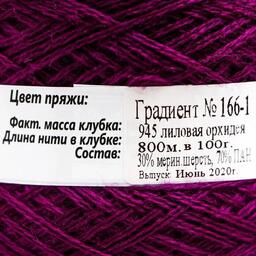 Цвет пряжи:
Факт. масса клубка:
Длина нити в клубке:
Состав:
Градиент № 166-1
945 лиловая орхидея
800м. в 100г.
30% мерин.шерсть, 70% ПАН
Выпуск: Июнь 2020г.